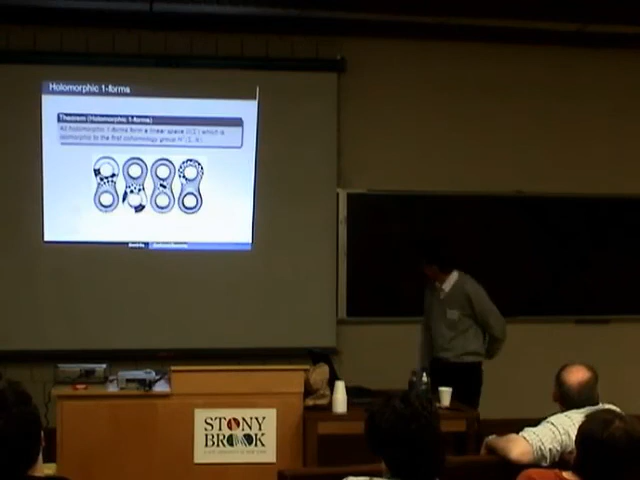 Holomorphic 1-forms
Theorem (Holomorphic 1-forms)
All holomorphic 1-forms form a linear space Ω(Σ) which is
isomorphic to the first cohomology group H¹(Σ, R).
STONY
BROOK